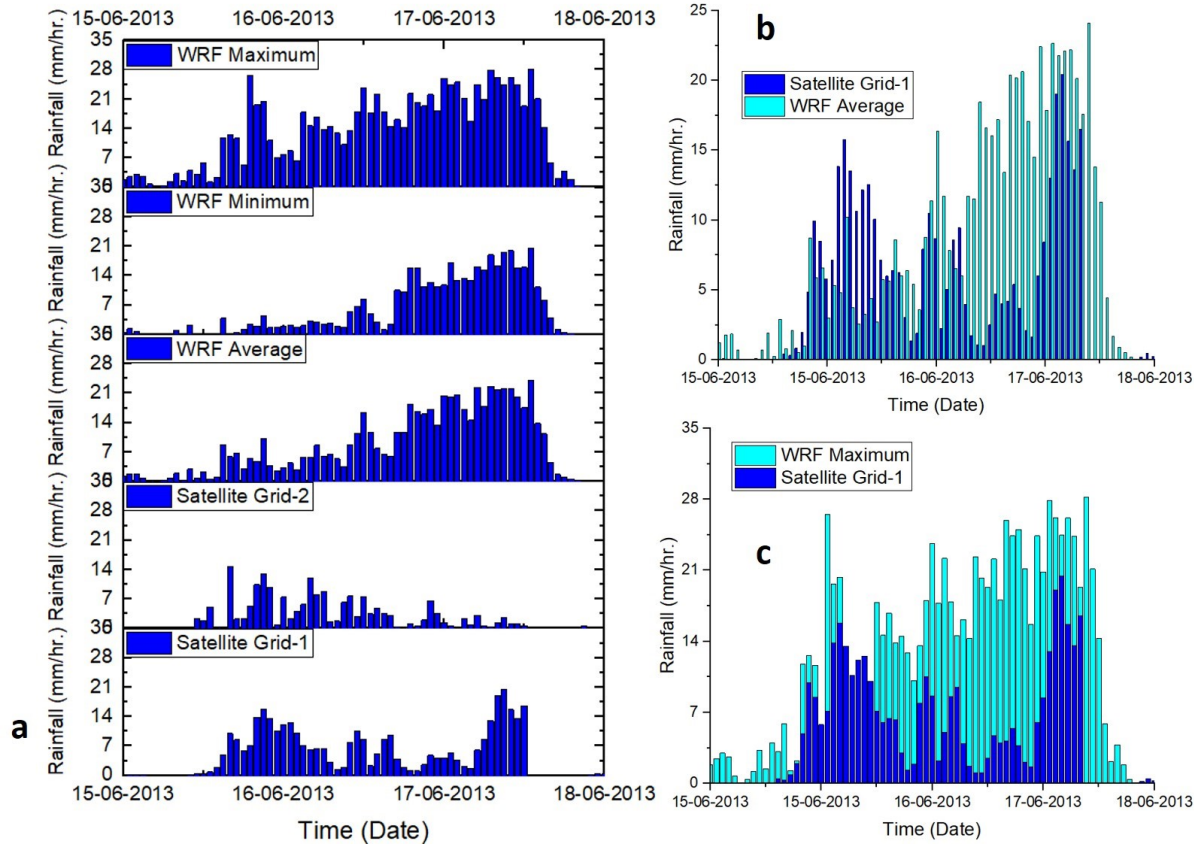 15-06-2013 16-06-2013 17-06-2013 18-06-2013
35
WRF Maximum
28
21
14
7
35
WRF Minimum
28
21
14
7
35
WRF Average
28
21
14
7
35
Satellite Grid-2
28
21
14
7
35
Satellite Grid-1
28
21
14
7
0
Rainfall (mm/hr.)
Rainfall (mm/hr.)
Rainfall (mm/hr.)
Rainfall (mm/hr.)
Rainfall (mm/hr.)
15-06-2013 16-06-2013 17-06-2013 18-06-2013
Time (Date)
a
b
25
20
15
10
5
0
Satellite Grid-1
WRF Average
Rainfall (mm/hr.)
15-06-2013 15-06-2013 16-06-2013 17-06-2013 18-06-2013
Time (Date)
35
28
21
14
7
0
WRF Maximum
Satellite Grid-1
c
Rainfall (mm/hr.)
15-06-2013 15-06-2013 16-06-2013 17-06-2013 18-06-2013
Time (Date)